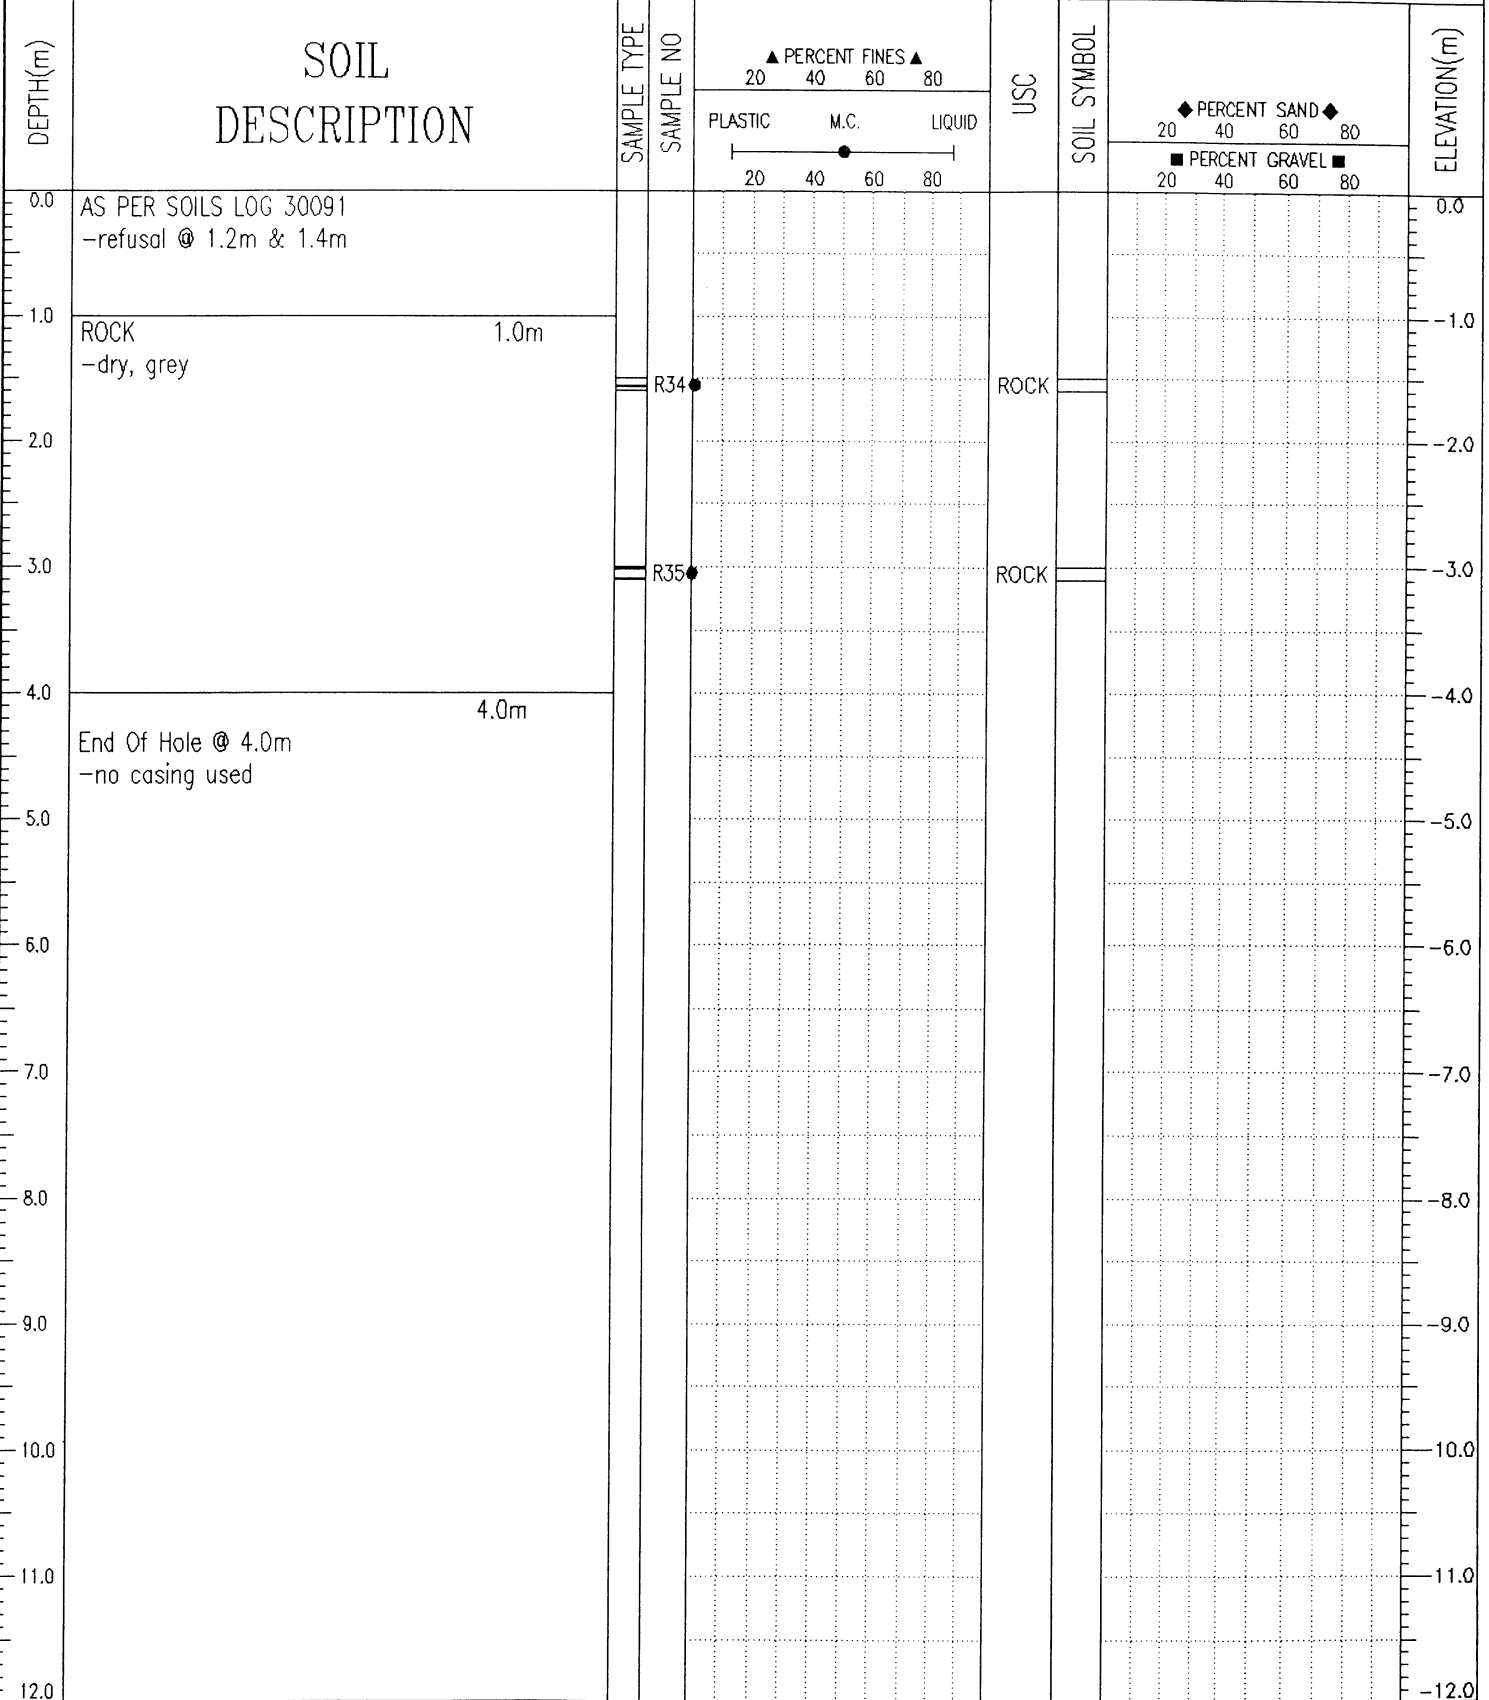 DEPTH(m)
SOIL
DESCRIPTION
SAMPLE TYPE
SAMPLE NO
▲ PERCENT FINES ▲
20 40 60 80
PLASTIC M.C. LIQUID
20 40 60 80
USC
SOIL SYMBOL
◆ PERCENT SAND ◆
20 40 60 80
■ PERCENT GRAVEL ■
20 40 60 80
ELEVATION(m)
0.0
AS PER SOILS LOG 30091
0.0
-refusal @ 1.2m & 1.4m
1.0
-1.0
ROCK 1.0m
-dry, grey
R34
ROCK
2.0
-2.0
3.0
R35
ROCK
-3.0
4.0
-4.0
4.0m
End Of Hole @ 4.0m
-no casing used
5.0
-5.0
6.0
-6.0
7.0
-7.0
8.0
-8.0
9.0
-9.0
10.0
-10.0
11.0
-11.0
12.0
-12.0